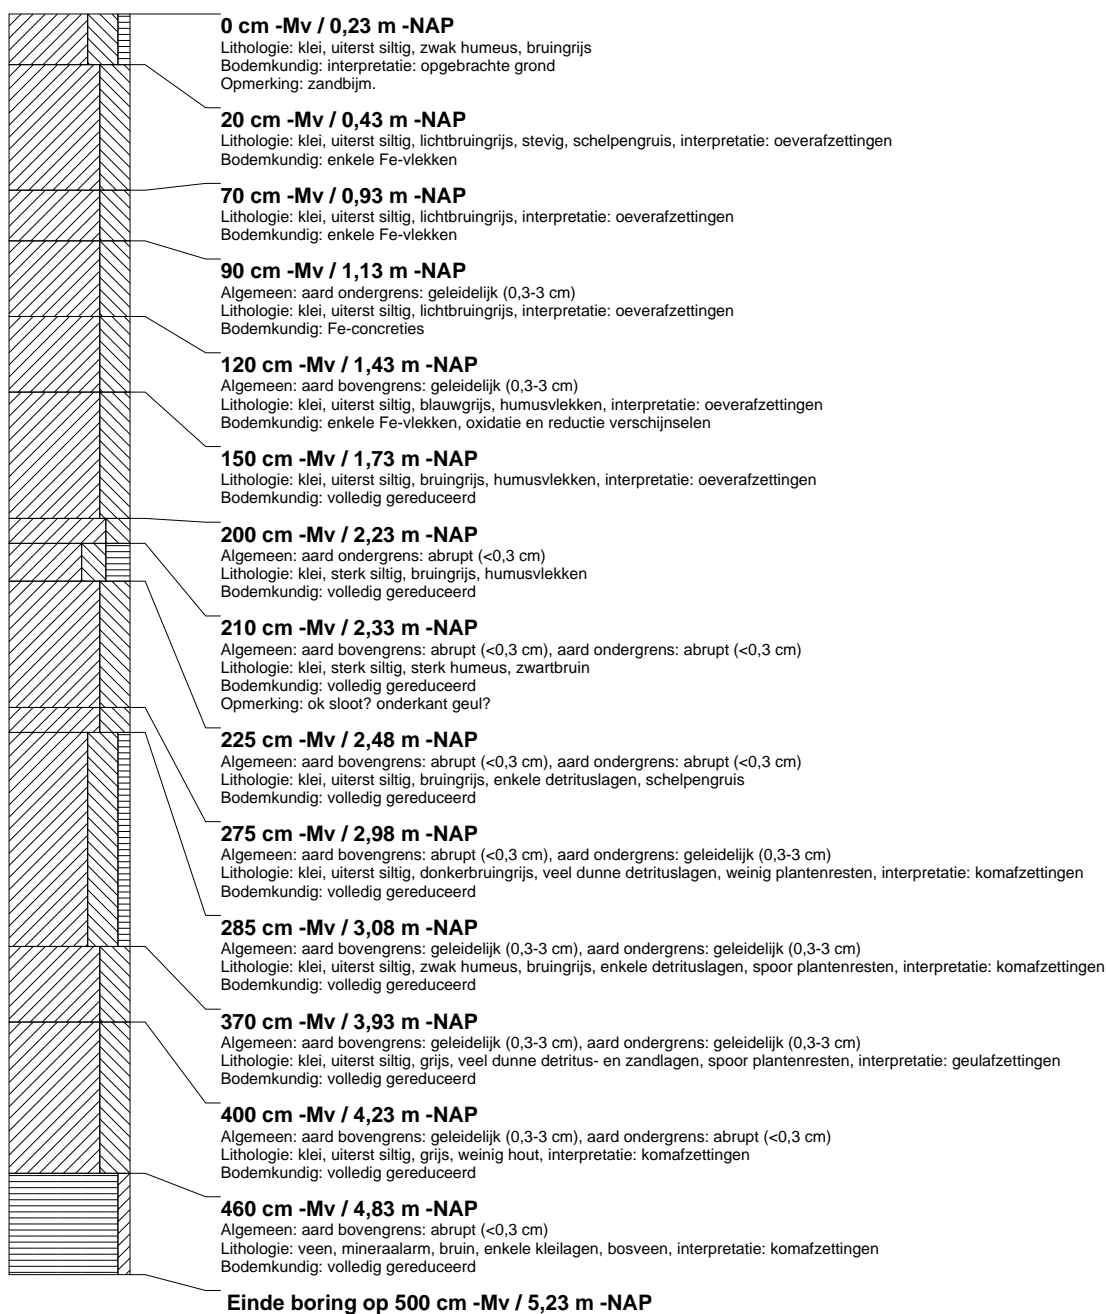 0 cm -Mv / 0,23 m -NAP
Lithologie: klei, uiterst siltig, zwak humeus, bruingrijs
Bodemkundig: interpretatie: opgebrachte grond
Opmerking: zandbijm.
20 cm -Mv / 0,43 m -NAP
Lithologie: klei, uiterst siltig, lichtbruingrijs, stevig, schelpengruis, interpretatie: oeverafzettingen
Bodemkundig: enkele Fe-vlekken
70 cm -Mv / 0,93 m -NAP
Lithologie: klei, uiterst siltig, lichtbruingrijs, interpretatie: oeverafzettingen
Bodemkundig: enkele Fe-vlekken
90 cm -Mv / 1,13 m -NAP
Algemeen: aard ondergrens: geleidelijk (0,3-3 cm)
Lithologie: klei, uiterst siltig, lichtbruingrijs, interpretatie: oeverafzettingen
Bodemkundig: Fe-concreties
120 cm -Mv / 1,43 m -NAP
Algemeen: aard bovengrens: geleidelijk (0,3-3 cm)
Lithologie: klei, uiterst siltig, blauwgrijs, humusvlekken, interpretatie: oeverafzettingen
Bodemkundig: enkele Fe-vlekken, oxidatie en reductie verschijnselen
150 cm -Mv / 1,73 m -NAP
Lithologie: klei, uiterst siltig, bruingrijs, humusvlekken, interpretatie: oeverafzettingen
Bodemkundig: volledig gereduceerd
200 cm -Mv / 2,23 m -NAP
Algemeen: aard ondergrens: abrupt (<0,3 cm)
Lithologie: klei, sterk siltig, bruingrijs, humusvlekken
Bodemkundig: volledig gereduceerd
210 cm -Mv / 2,33 m -NAP
Algemeen: aard bovengrens: abrupt (<0,3 cm), aard ondergrens: abrupt (<0,3 cm)
Lithologie: klei, sterk siltig, sterk humeus, zwartbruin
Bodemkundig: volledig gereduceerd
Opmerking: ok sloot? onderkant geul?
225 cm -Mv / 2,48 m -NAP
Algemeen: aard bovengrens: abrupt (<0,3 cm), aard ondergrens: abrupt (<0,3 cm)
Lithologie: klei, uiterst siltig, bruingrijs, enkele detrituslagen, schelpengruis
Bodemkundig: volledig gereduceerd
275 cm -Mv / 2,98 m -NAP
Algemeen: aard bovengrens: abrupt (<0,3 cm), aard ondergrens: geleidelijk (0,3-3 cm)
Lithologie: klei, uiterst siltig, donkerbruingrijs, veel dunne detrituslagen, weinig plantenresten, interpretatie: komafzettingen
Bodemkundig: volledig gereduceerd
285 cm -Mv / 3,08 m -NAP
Algemeen: aard bovengrens: geleidelijk (0,3-3 cm), aard ondergrens: geleidelijk (0,3-3 cm)
Lithologie: klei, uiterst siltig, zwak humeus, bruingrijs, enkele detrituslagen, spoor plantenresten, interpretatie: komafzettingen
Bodemkundig: volledig gereduceerd
370 cm -Mv / 3,93 m -NAP
Algemeen: aard bovengrens: geleidelijk (0,3-3 cm), aard ondergrens: geleidelijk (0,3-3 cm)
Lithologie: klei, uiterst siltig, grijs, veel dunne detritus- en zandlagen, spoor plantenresten, interpretatie: geulafzettingen
Bodemkundig: volledig gereduceerd
400 cm -Mv / 4,23 m -NAP
Algemeen: aard bovengrens: geleidelijk (0,3-3 cm), aard ondergrens: abrupt (<0,3 cm)
Lithologie: klei, uiterst siltig, grijs, weinig hout, interpretatie: komafzettingen
Bodemkundig: volledig gereduceerd
460 cm -Mv / 4,83 m -NAP
Algemeen: aard bovengrens: abrupt (<0,3 cm)
Lithologie: veen, mineraalarm, bruin, enkele kleilagen, bosveen, interpretatie: komafzettingen
Bodemkundig: volledig gereduceerd
Einde boring op 500 cm -Mv / 5,23 m -NAP